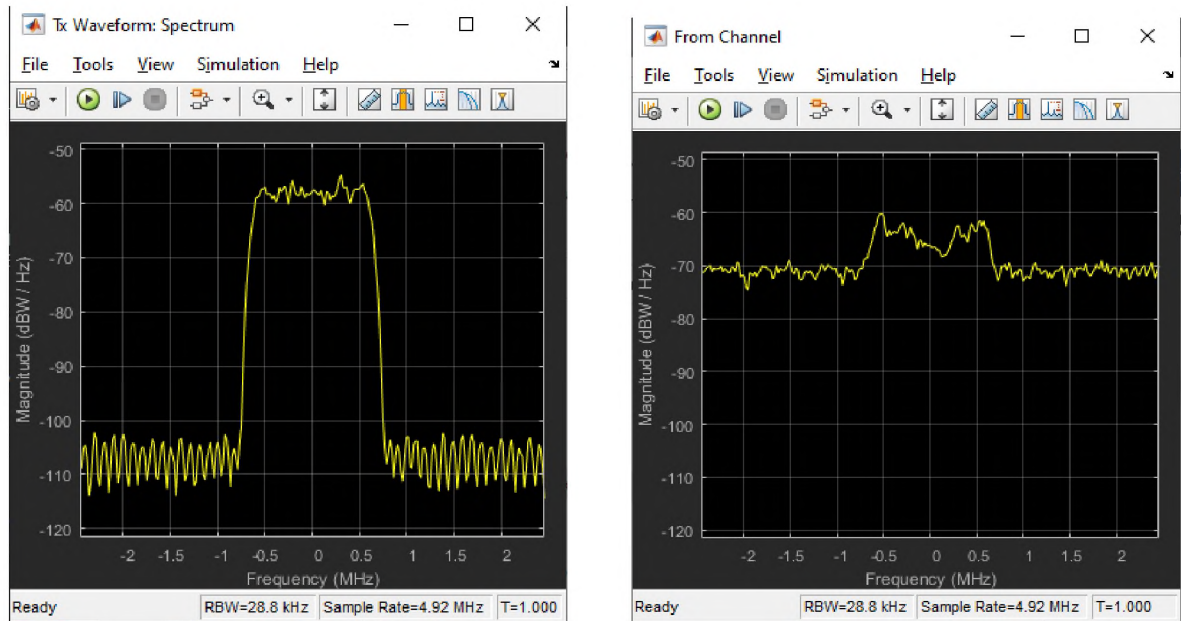 Tx Waveform: Spectrum
File Tools View Simulation Help
-50
-60
-70
-80
-90
-100
-110
-120
Magnitude (dBW / Hz)
-2 -1.5 -1 -0.5 0 0.5 1 1.5 2
Frequency (MHz)
Ready RBW=28.8 kHz Sample Rate=4.92 MHz T=1.000
From Channel
File Tools View Simulation Help
-50
-60
-70
-80
-90
-100
-110
-120
Magnitude (dBW / Hz)
-2 -1.5 -1 -0.5 0 0.5 1 1.5 2
Frequency (MHz)
Ready RBW=28.8 kHz Sample Rate=4.92 MHz T=1.000